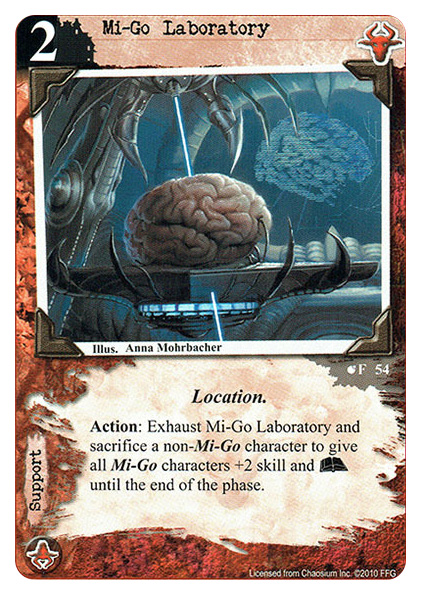 2
Mi-Go Laboratory
Illus. Anna Mohrbacher
F 54
Location.
Action: Exhaust Mi-Go Laboratory and
sacrifice a non-Mi-Go character to give
all Mi-Go characters +2 skill and
until the end of the phase.
Support
Licensed from Chaosium Inc. ©2010 FFG